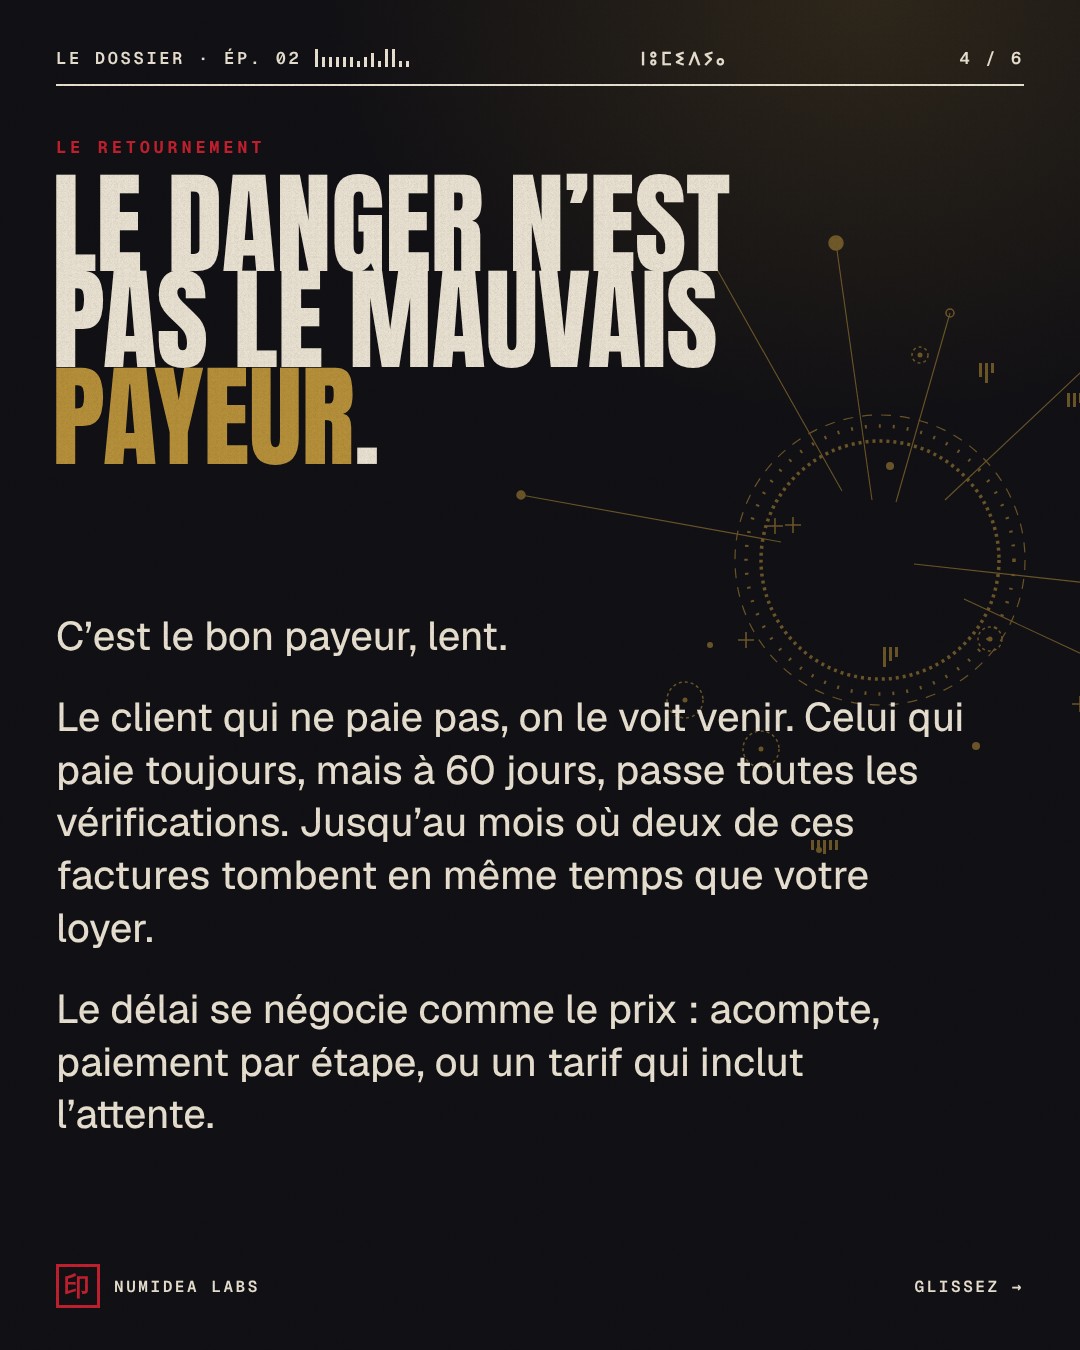 LE DOSSIER · ÉP. 02
ⵏⵓⵎⵉⴷⵢⴰ
4 / 6
LE RETOURNEMENT
LE DANGER N’EST
PAS LE MAUVAIS
PAYEUR.
C’est le bon payeur, lent.
Le client qui ne paie pas, on le voit venir. Celui qui
paie toujours, mais à 60 jours, passe toutes les
vérifications. Jusqu’au mois où deux de ces
factures tombent en même temps que votre
loyer.
Le délai se négocie comme le prix : acompte,
paiement par étape, ou un tarif qui inclut
l’attente.
印 NUMIDEA LABS
GLISSEZ →